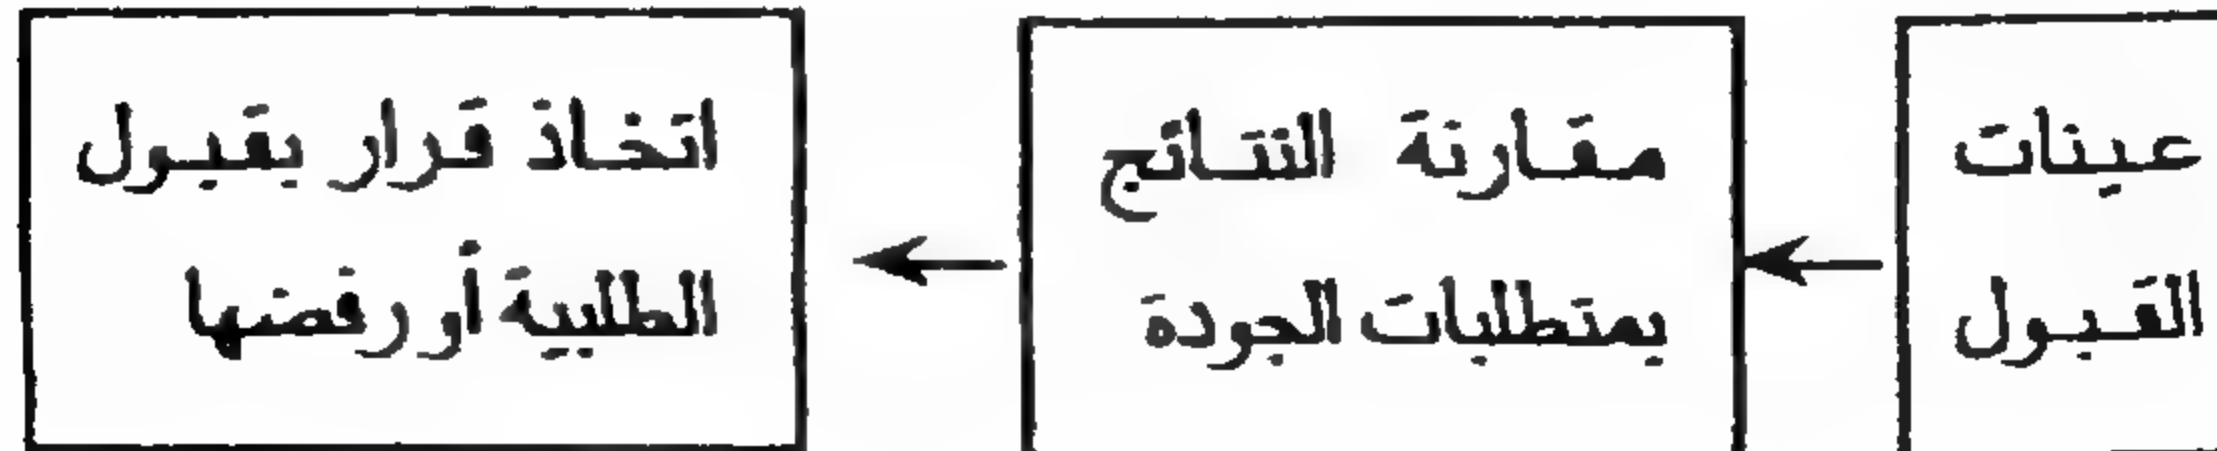 عينات
القبول
مقارنة النتائج
بمتطلبات الجودة
اتخاذ قرار بقبول
الطلبية أو رفضها